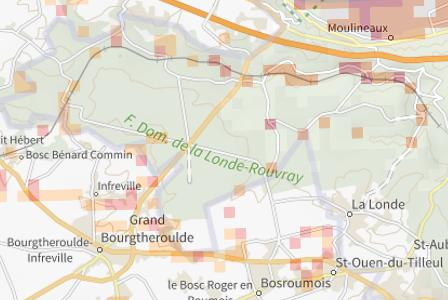 Moulineaux
F. Dom. de la Londe-Rouvray
it Hébert
Bosc Bénard Commin
Infreville
La Londe
Grand
Bourgtheroulde
Bourgtheroulde-
Infreville
St-Aub
St-Ouen-du-Tilleul
le Bosc Roger en
Roumois
Bosroumois